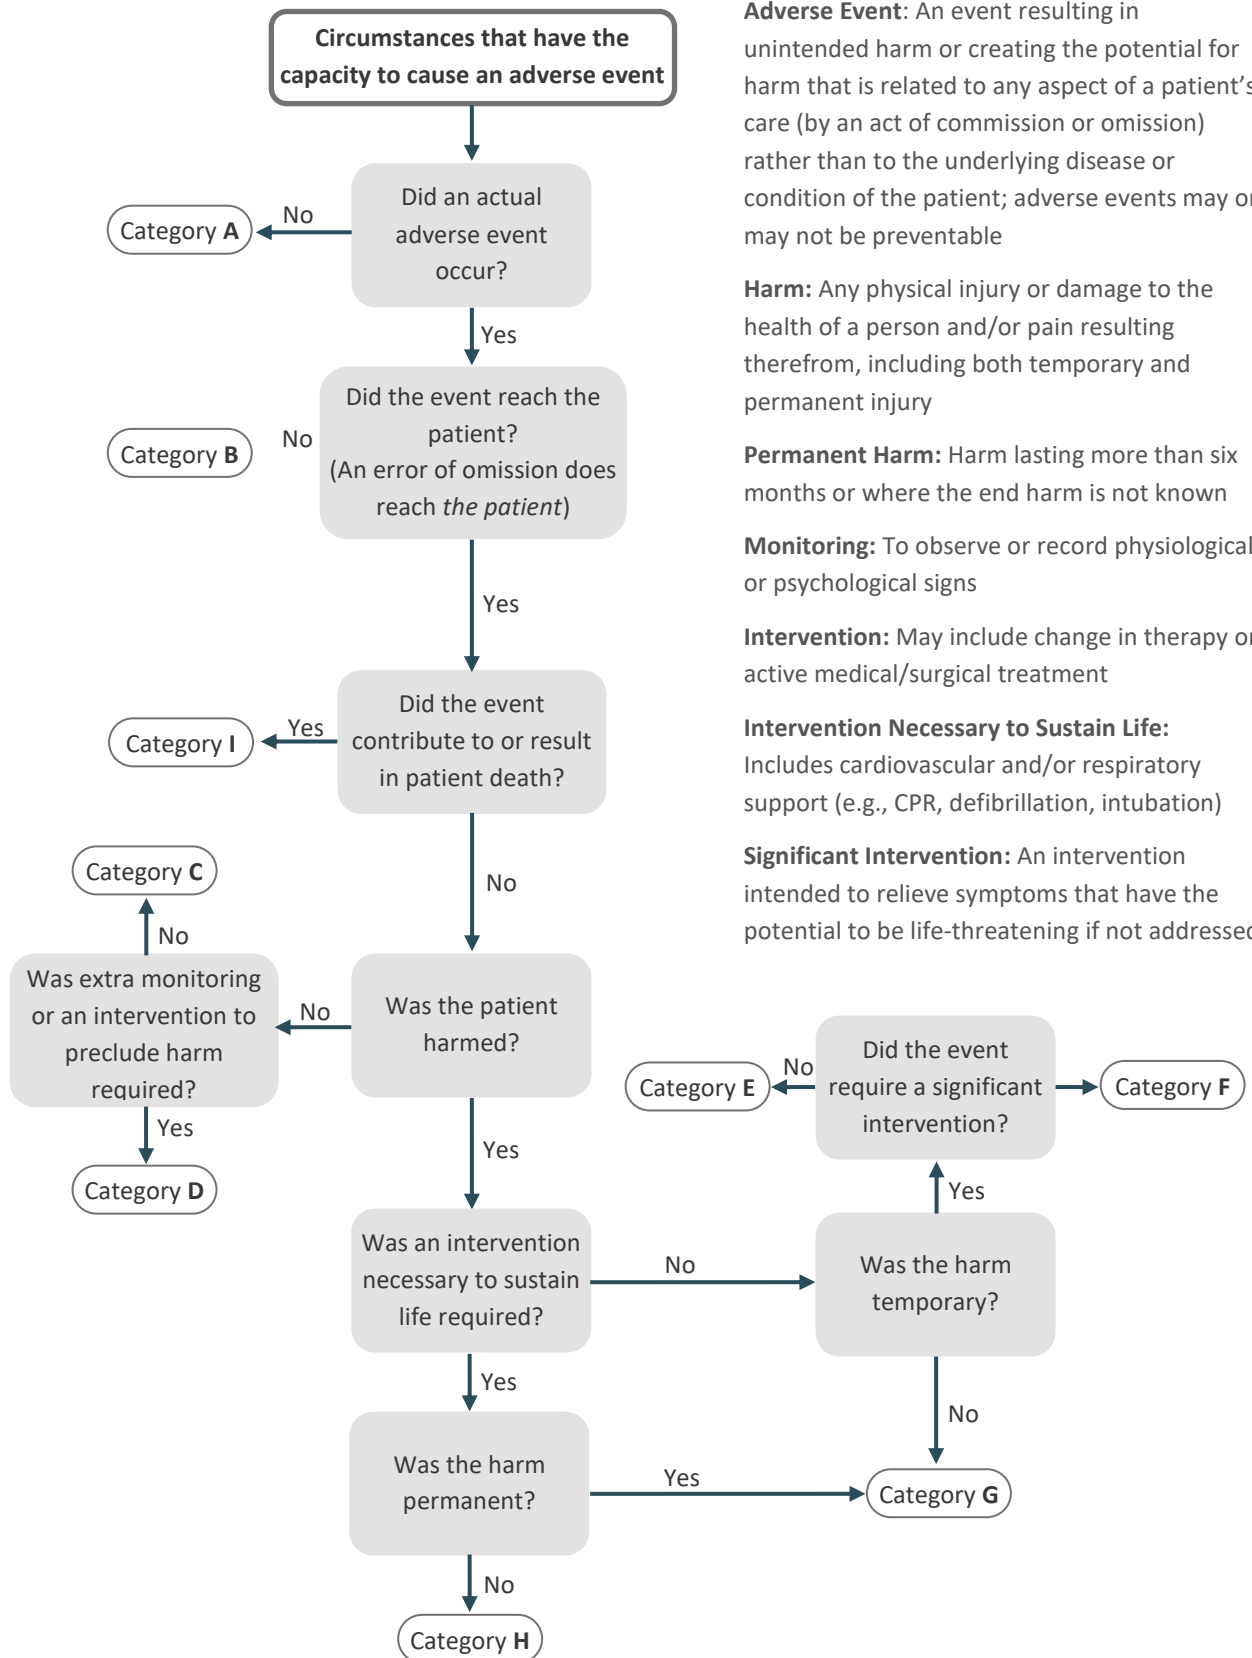 Circumstances that have the
capacity to cause an adverse event
Did an actual
adverse event
occur?
No
Category A
Yes
Did the event reach the
patient?
(An error of omission does
reach the patient)
No
Category B
Yes
Did the event
contribute to or result
in patient death?
Yes
Category I
No
Was the patient
harmed?
No
Was extra monitoring
or an intervention to
preclude harm
required?
No
Category C
Yes
Category D
Yes
Was an intervention
necessary to sustain
life required?
No
Was the harm
temporary?
Yes
Did the event
require a significant
intervention?
No
Category E
Category F
No
Category G
Yes
Was the harm
permanent?
Yes
No
Category H
Adverse Event: An event resulting in
unintended harm or creating the potential for
harm that is related to any aspect of a patient's
care (by an act of commission or omission)
rather than to the underlying disease or
condition of the patient; adverse events may or
may not be preventable
Harm: Any physical injury or damage to the
health of a person and/or pain resulting
therefrom, including both temporary and
permanent injury
Permanent Harm: Harm lasting more than six
months or where the end harm is not known
Monitoring: To observe or record physiological
or psychological signs
Intervention: May include change in therapy or
active medical/surgical treatment
Intervention Necessary to Sustain Life:
Includes cardiovascular and/or respiratory
support (e.g., CPR, defibrillation, intubation)
Significant Intervention: An intervention
intended to relieve symptoms that have the
potential to be life-threatening if not addressed